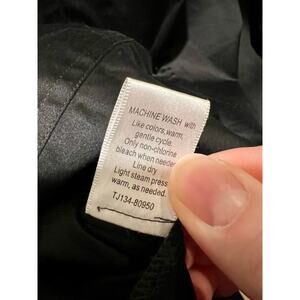 MACHINE WASH with
Like colors, warm,
gentle cycle.
Only non-chlorine
bleach when needed
Line dry
Light steam press
warm, as needed.
TJ134-80950